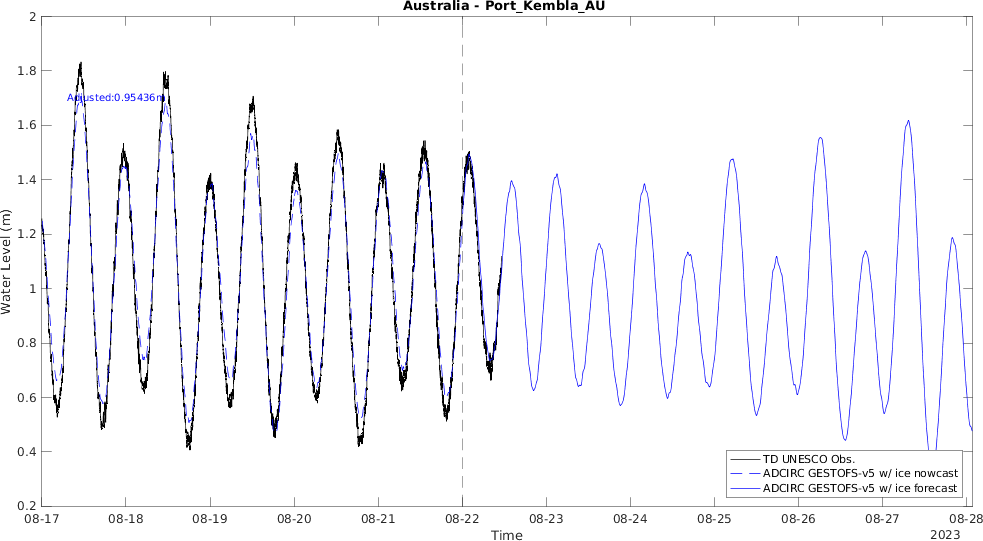 Australia - Port_Kembla_AU
2
1.8
Adjusted:0.95436m
1.6
1.4
1.2
Water Level (m)
1
0.8
0.6
0.4
0.2
TD UNESCO Obs.
ADCIRC GESTOFS-v5 w/ ice nowcast
ADCIRC GESTOFS-v5 w/ ice forecast
08-17 08-18 08-19 08-20 08-21 08-22 08-23 08-24 08-25 08-26 08-27 08-28
Time
2023